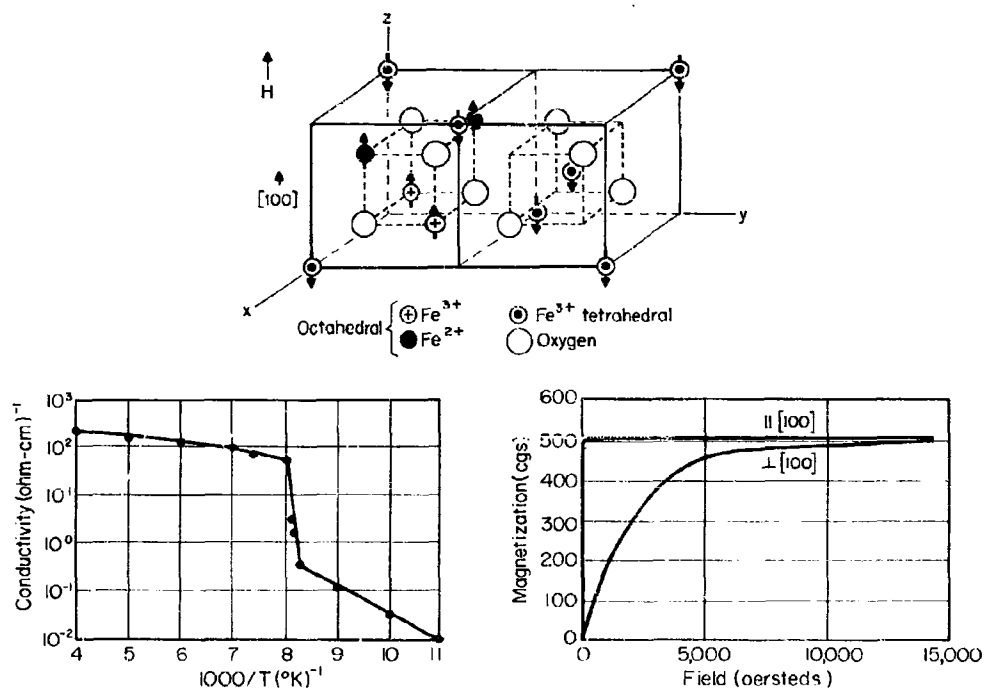 z
H
[100]
y
x
Octahedral { Fe³⁺
Fe²⁺
Fe³⁺ tetrahedral
Oxygen
Conductivity (ohm-cm)⁻¹
10³
10²
10¹
10⁰
10⁻¹
10⁻²
4 5 6 7 8 9 10 11
1000/T (°K)⁻¹
Magnetization (cgs)
600
500
400
300
200
100
0
|| [100]
⊥ [100]
0 5,000 10,000 15,000
Field (oersteds)